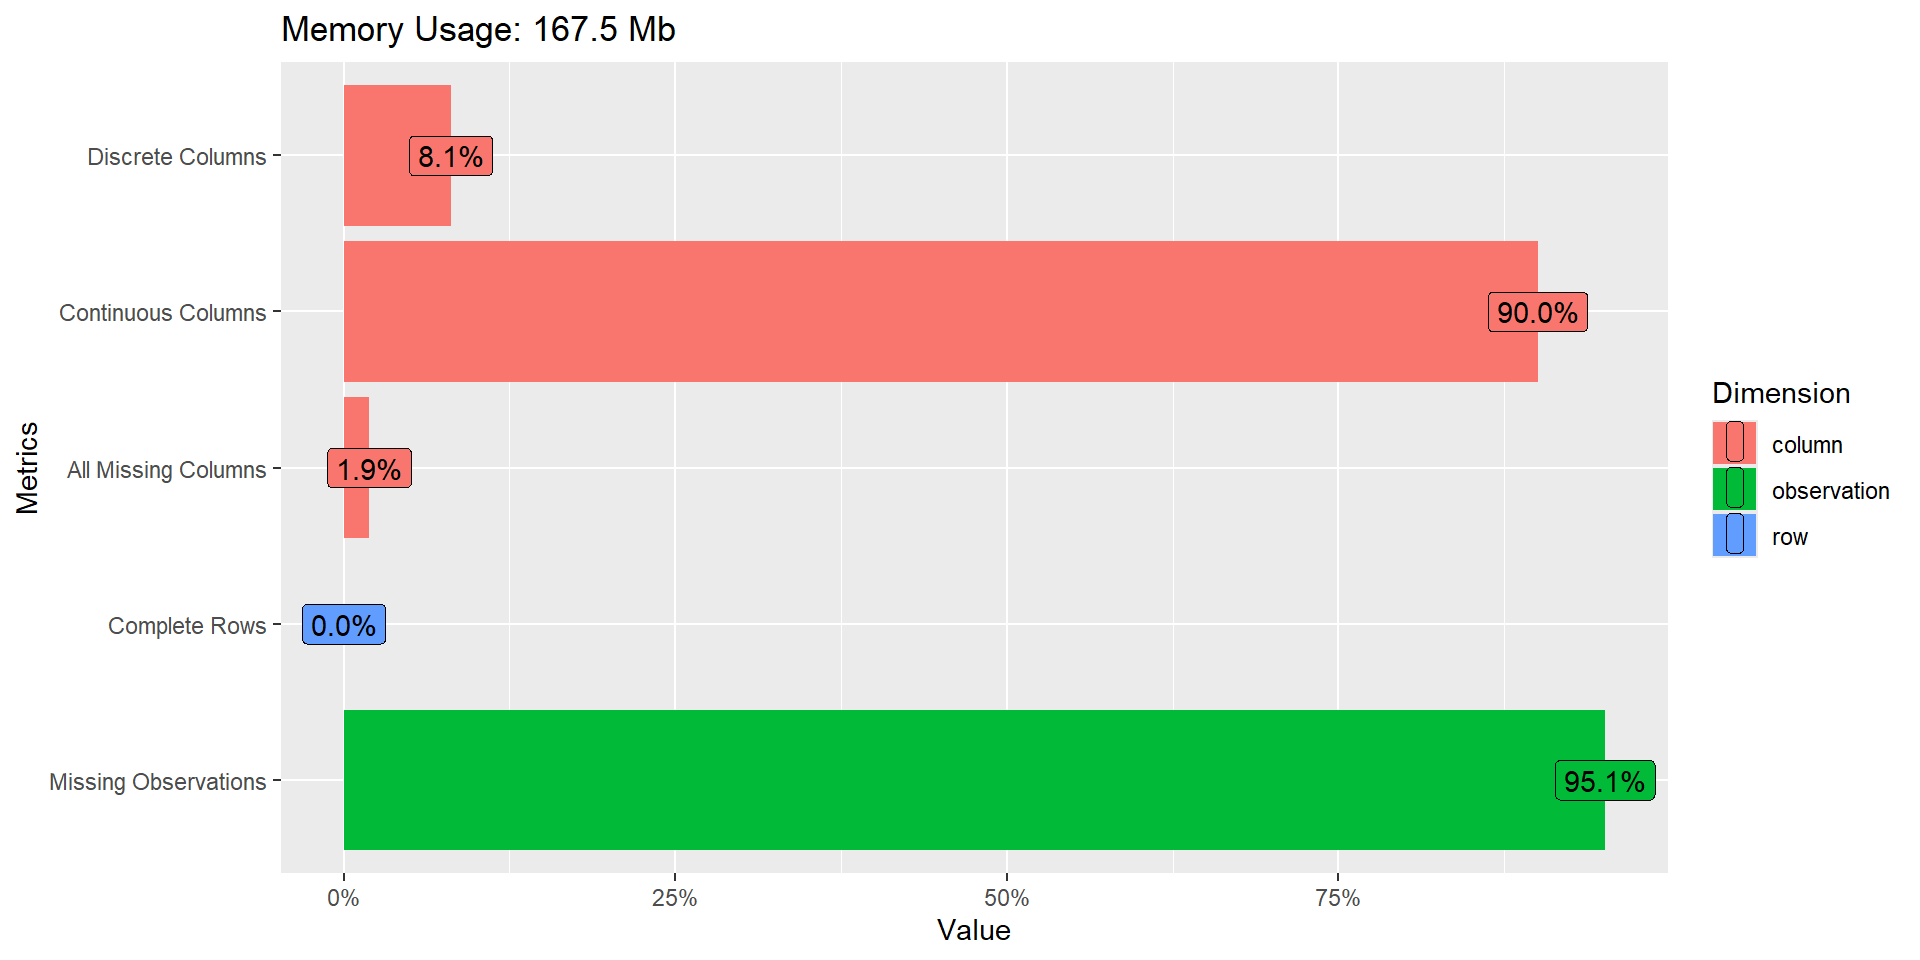 Memory Usage: 167.5 Mb
Metrics
Discrete Columns
8.1%
Continuous Columns
90.0%
All Missing Columns
1.9%
Complete Rows
0.0%
Missing Observations
95.1%
0%
25%
50%
75%
Value
Dimension
column
observation
row